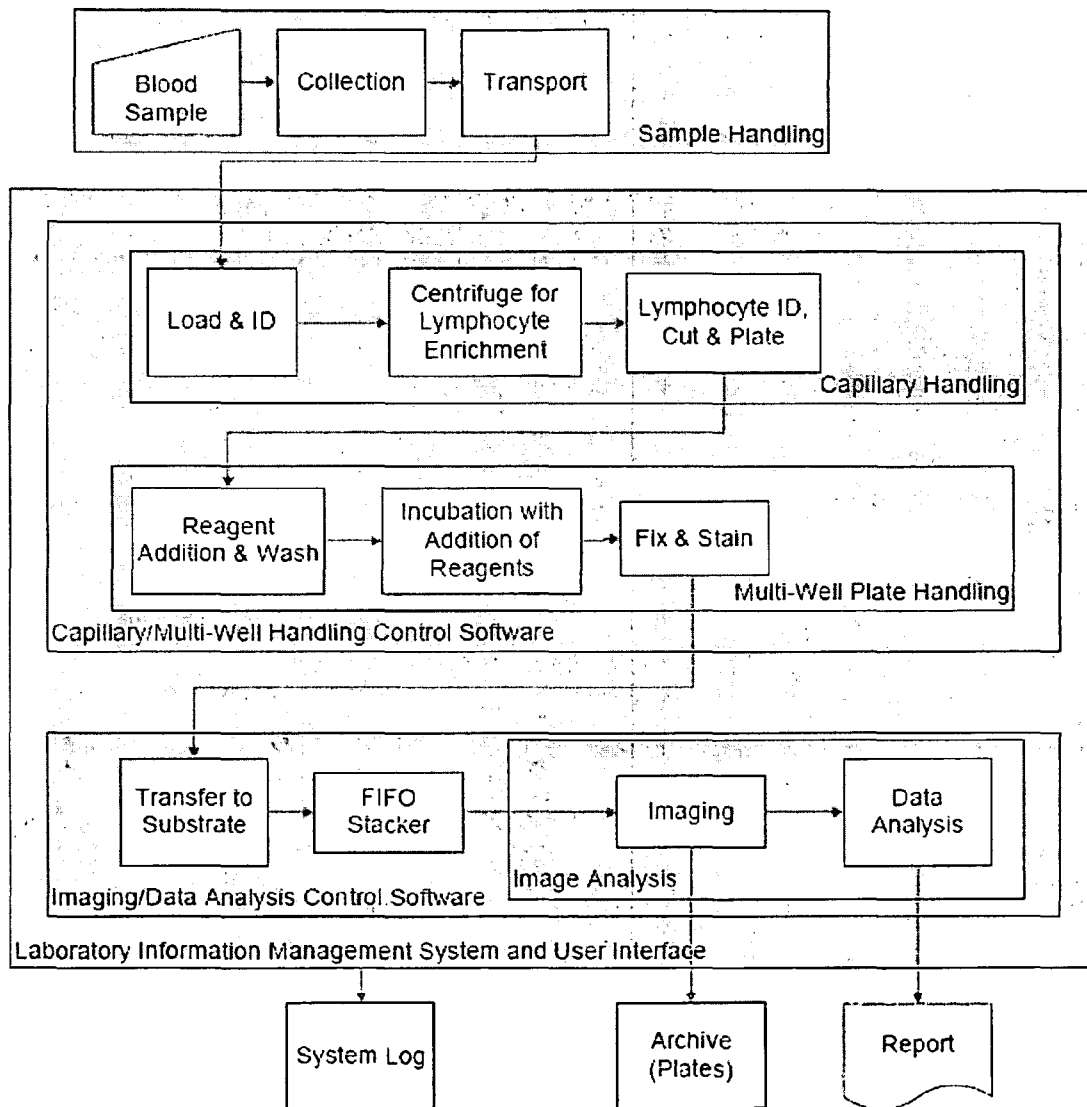 Blood
Sample
Collection
Transport
Sample Handling
Load & ID
Centrifuge for
Lymphocyte
Enrichment
Lymphocyte ID,
Cut & Plate
Capillary Handling
Reagent
Addition & Wash
Incubation with
Addition of
Reagents
Fix & Stain
Multi-Well Plate Handling
Capillary/Multi-Well Handling Control Software
Transfer to
Substrate
FIFO
Stacker
Imaging
Data
Analysis
Image Analysis
Imaging/Data Analysis Control Software
Laboratory Information Management System and User Interface
System Log
Archive
(Plates)
Report